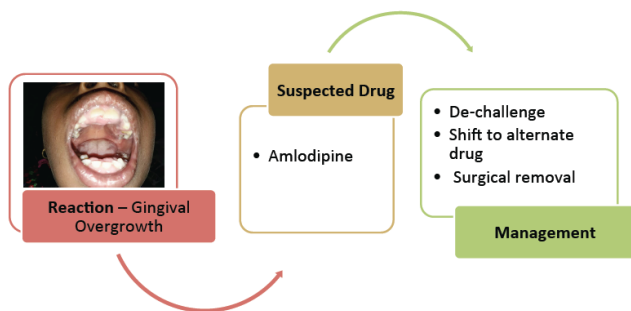 Reaction – Gingival
Overgrowth
Suspected Drug
• Amlodipine
• De-challenge
• Shift to alternate
drug
• Surgical removal
Management